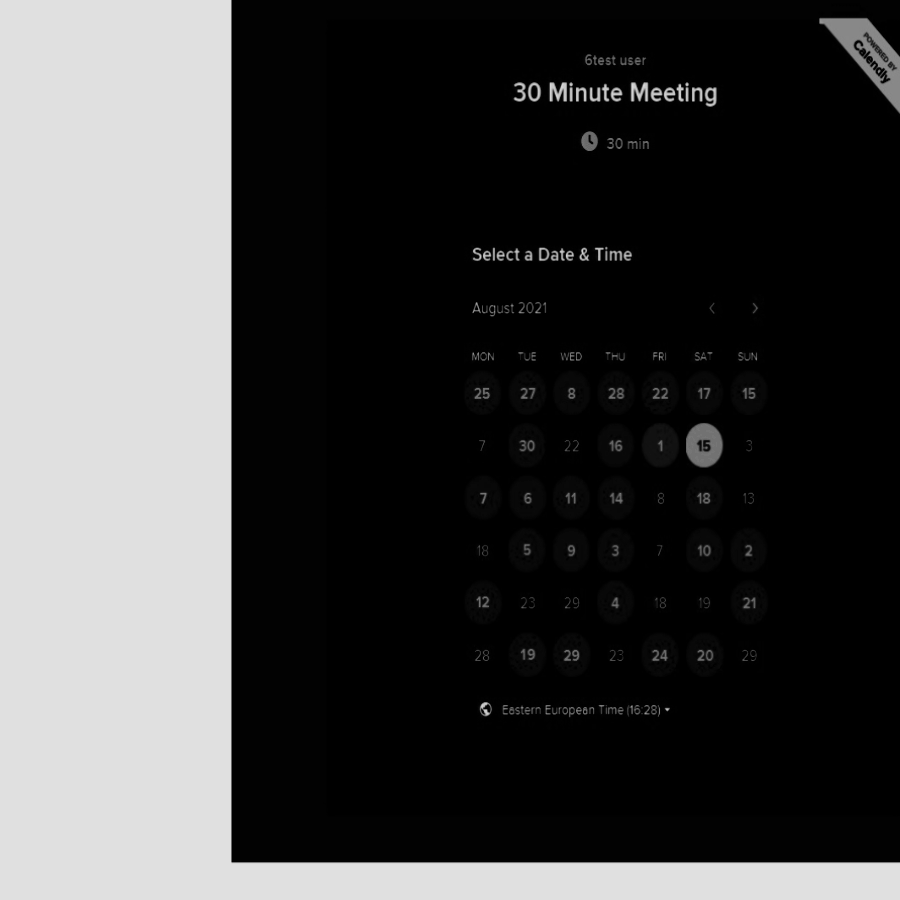 POWERED BY
Calendly
6test user
30 Minute Meeting
30 min
Select a Date & Time
August 2021
MON TUE WED THU FRI SAT SUN
25 27 8 28 22 17 15
7 30 22 16 1 15 3
7 6 11 14 8 18 13
18 5 9 3 7 10 2
12 23 29 4 18 19 21
28 19 29 23 24 20 29
Eastern European Time (16:28)